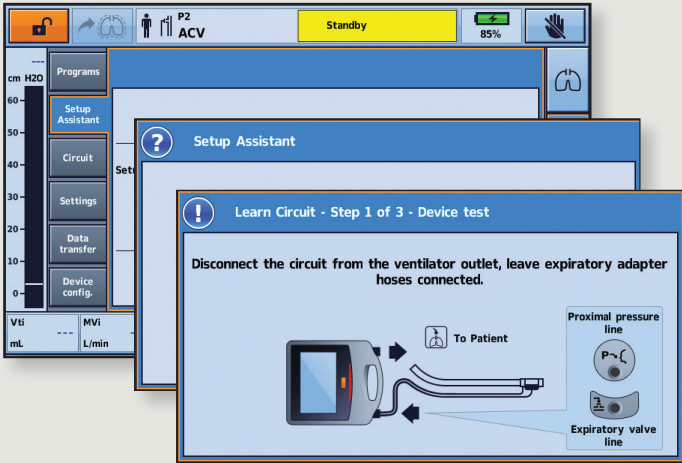 P2
ACV
Standby
85%
---
cm H2O
60
50
40
30
20
10
0
Programs
Setup
Assistant
Circuit
Settings
Data
transfer
Device
config.
Vti
---
mL
MVi
L/min
?
Setup Assistant
!
Learn Circuit - Step 1 of 3 - Device test
Disconnect the circuit from the ventilator outlet, leave expiratory adapter
hoses connected.
To Patient
Proximal pressure
line
P
Expiratory valve
line